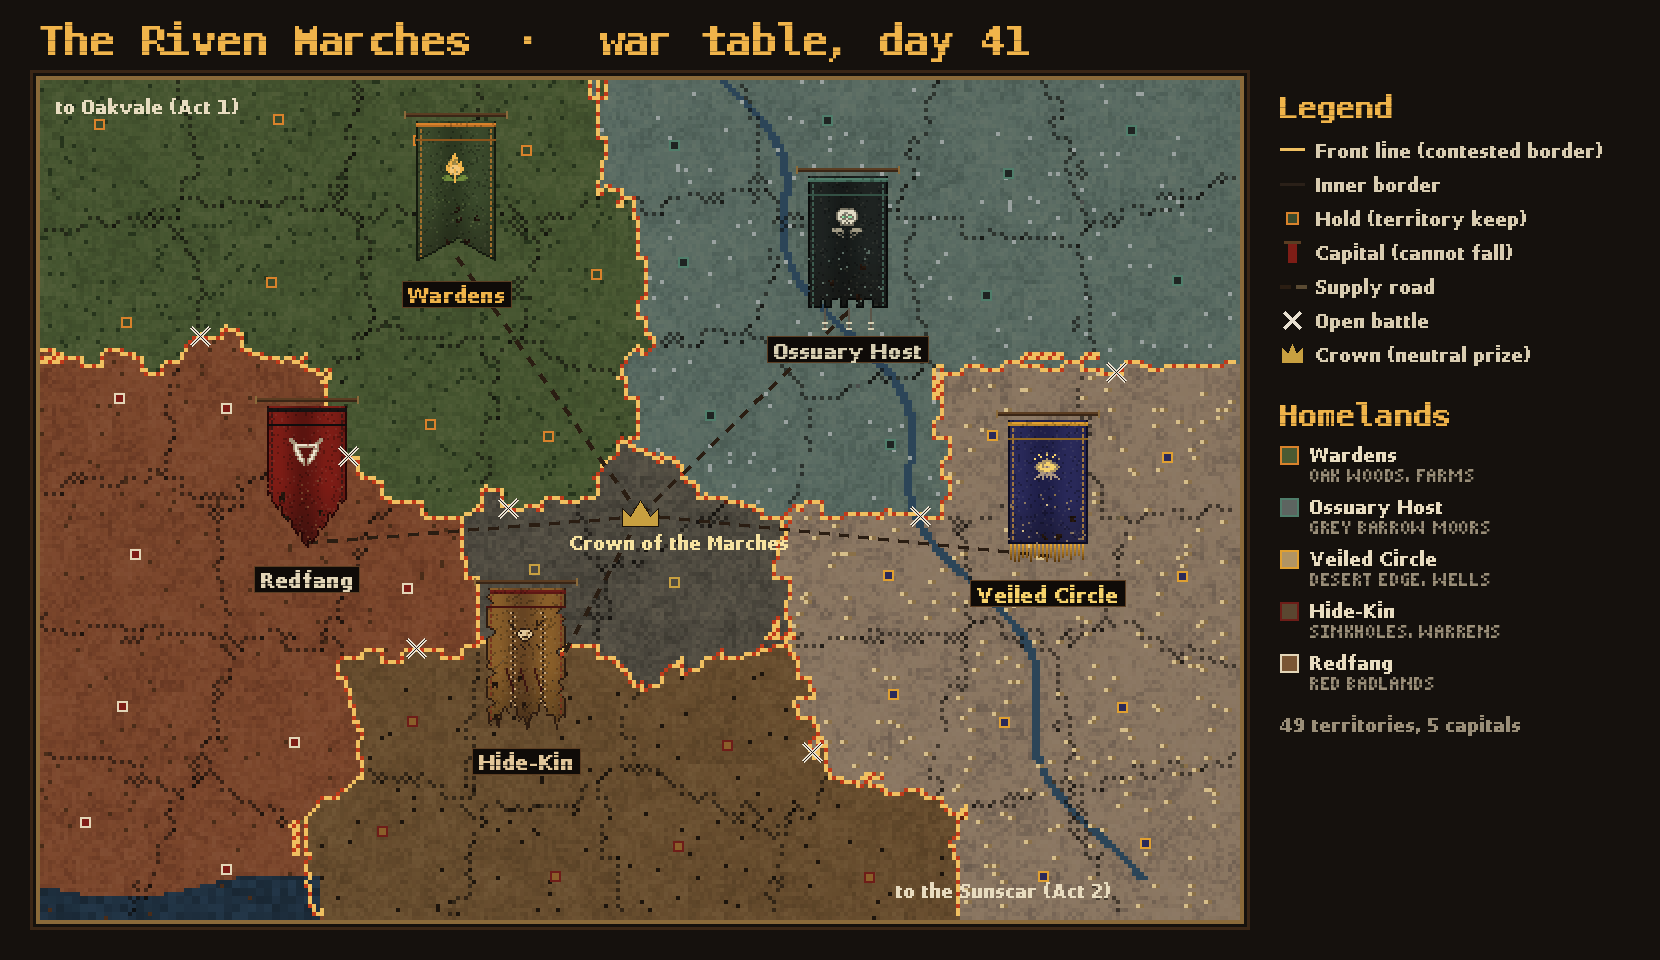 The Riven Marches · war table, day 41
to Oakvale (Act 1)
Wardens
Ossuary Host
Redfang
Crown of the Marches
Veiled Circle
Hide-Kin
to the Sunscar (Act 2)
Legend
Front line (contested border)
Inner border
Hold (territory keep)
Capital (cannot fall)
Supply road
Open battle
Crown (neutral prize)
Homelands
Wardens
OAK WOODS, FARMS
Ossuary Host
GREY BARROW MOORS
Veiled Circle
DESERT EDGE, WELLS
Hide-Kin
SINKHOLES, WARRENS
Redfang
RED BADLANDS
49 territories, 5 capitals